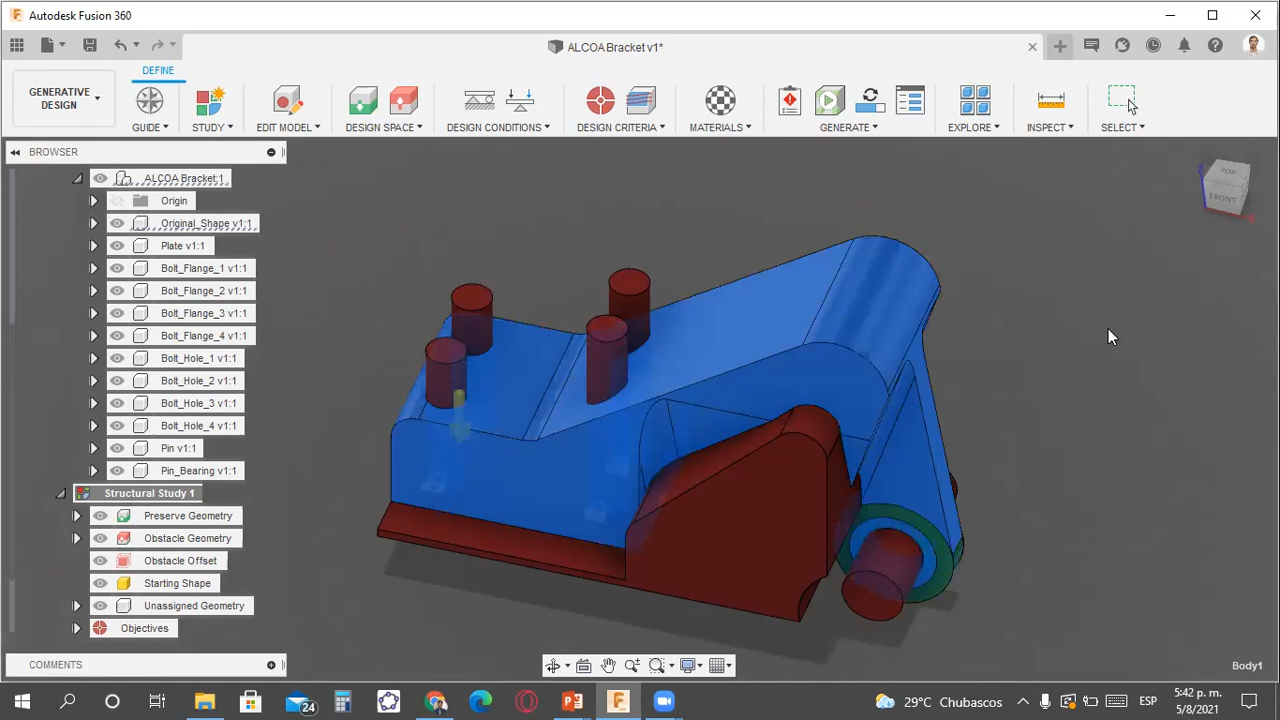 Autodesk Fusion 360
ALCOA Bracket v1*
GENERATIVE DESIGN
DEFINE
GUIDE
STUDY
EDIT MODEL
DESIGN SPACE
DESIGN CONDITIONS
DESIGN CRITERIA
MATERIALS
GENERATE
EXPLORE
INSPECT
SELECT
BROWSER
ALCOA Bracket:1
Origin
Original_Shape v1:1
Plate v1:1
Bolt_Flange_1 v1:1
Bolt_Flange_2 v1:1
Bolt_Flange_3 v1:1
Bolt_Flange_4 v1:1
Bolt_Hole_1 v1:1
Bolt_Hole_2 v1:1
Bolt_Hole_3 v1:1
Bolt_Hole_4 v1:1
Pin v1:1
Pin_Bearing v1:1
Structural Study 1
Preserve Geometry
Obstacle Geometry
Obstacle Offset
Starting Shape
Unassigned Geometry
Objectives
TOP
FRONT
COMMENTS
Body1
24
29°C Chubascos
ESP
5:42 p. m.
5/8/2021